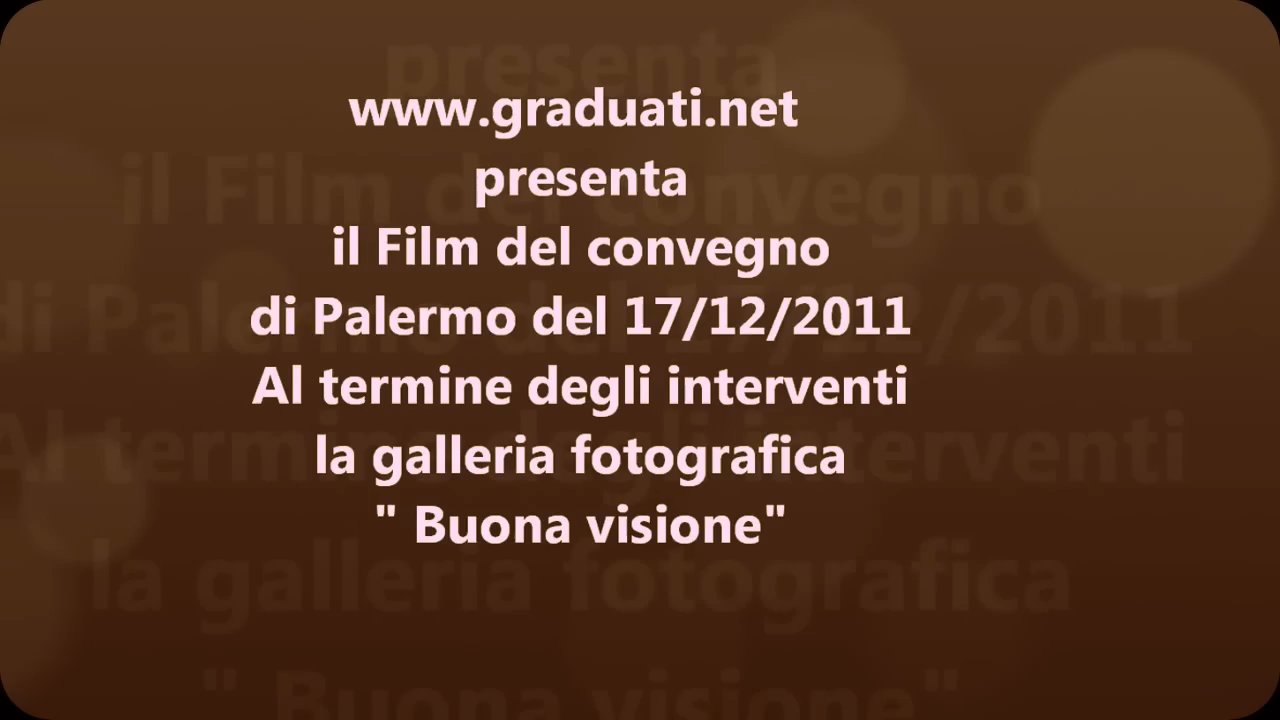 www.graduati.net
presenta
il Film del convegno
di Palermo del 17/12/2011
Al termine degli interventi
la galleria fotografica
" Buona visione"